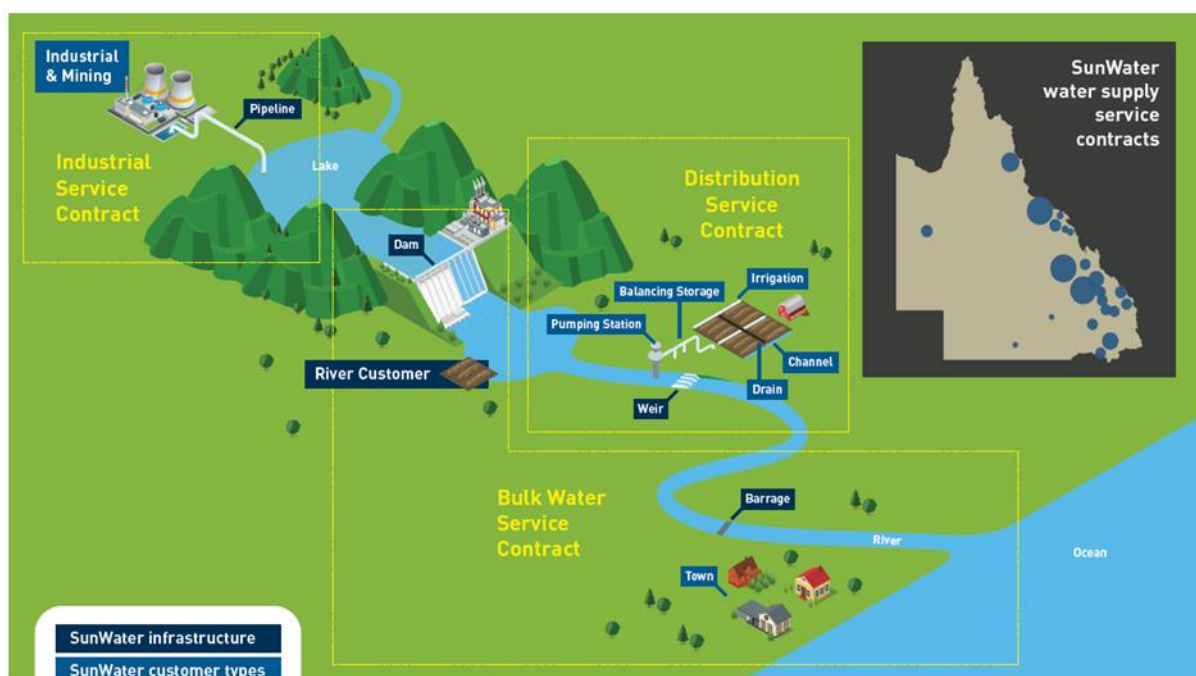 Industrial
& Mining
Pipeline
Industrial
Service
Contract
Lake
Dam
Distribution
Service
Contract
Irrigation
Balancing Storage
Pumping Station
Channel
Drain
Weir
River Customer
SunWater
water supply
service
contracts
Bulk Water
Service
Contract
Barrage
River
Ocean
Town
SunWater infrastructure
SunWater customer types